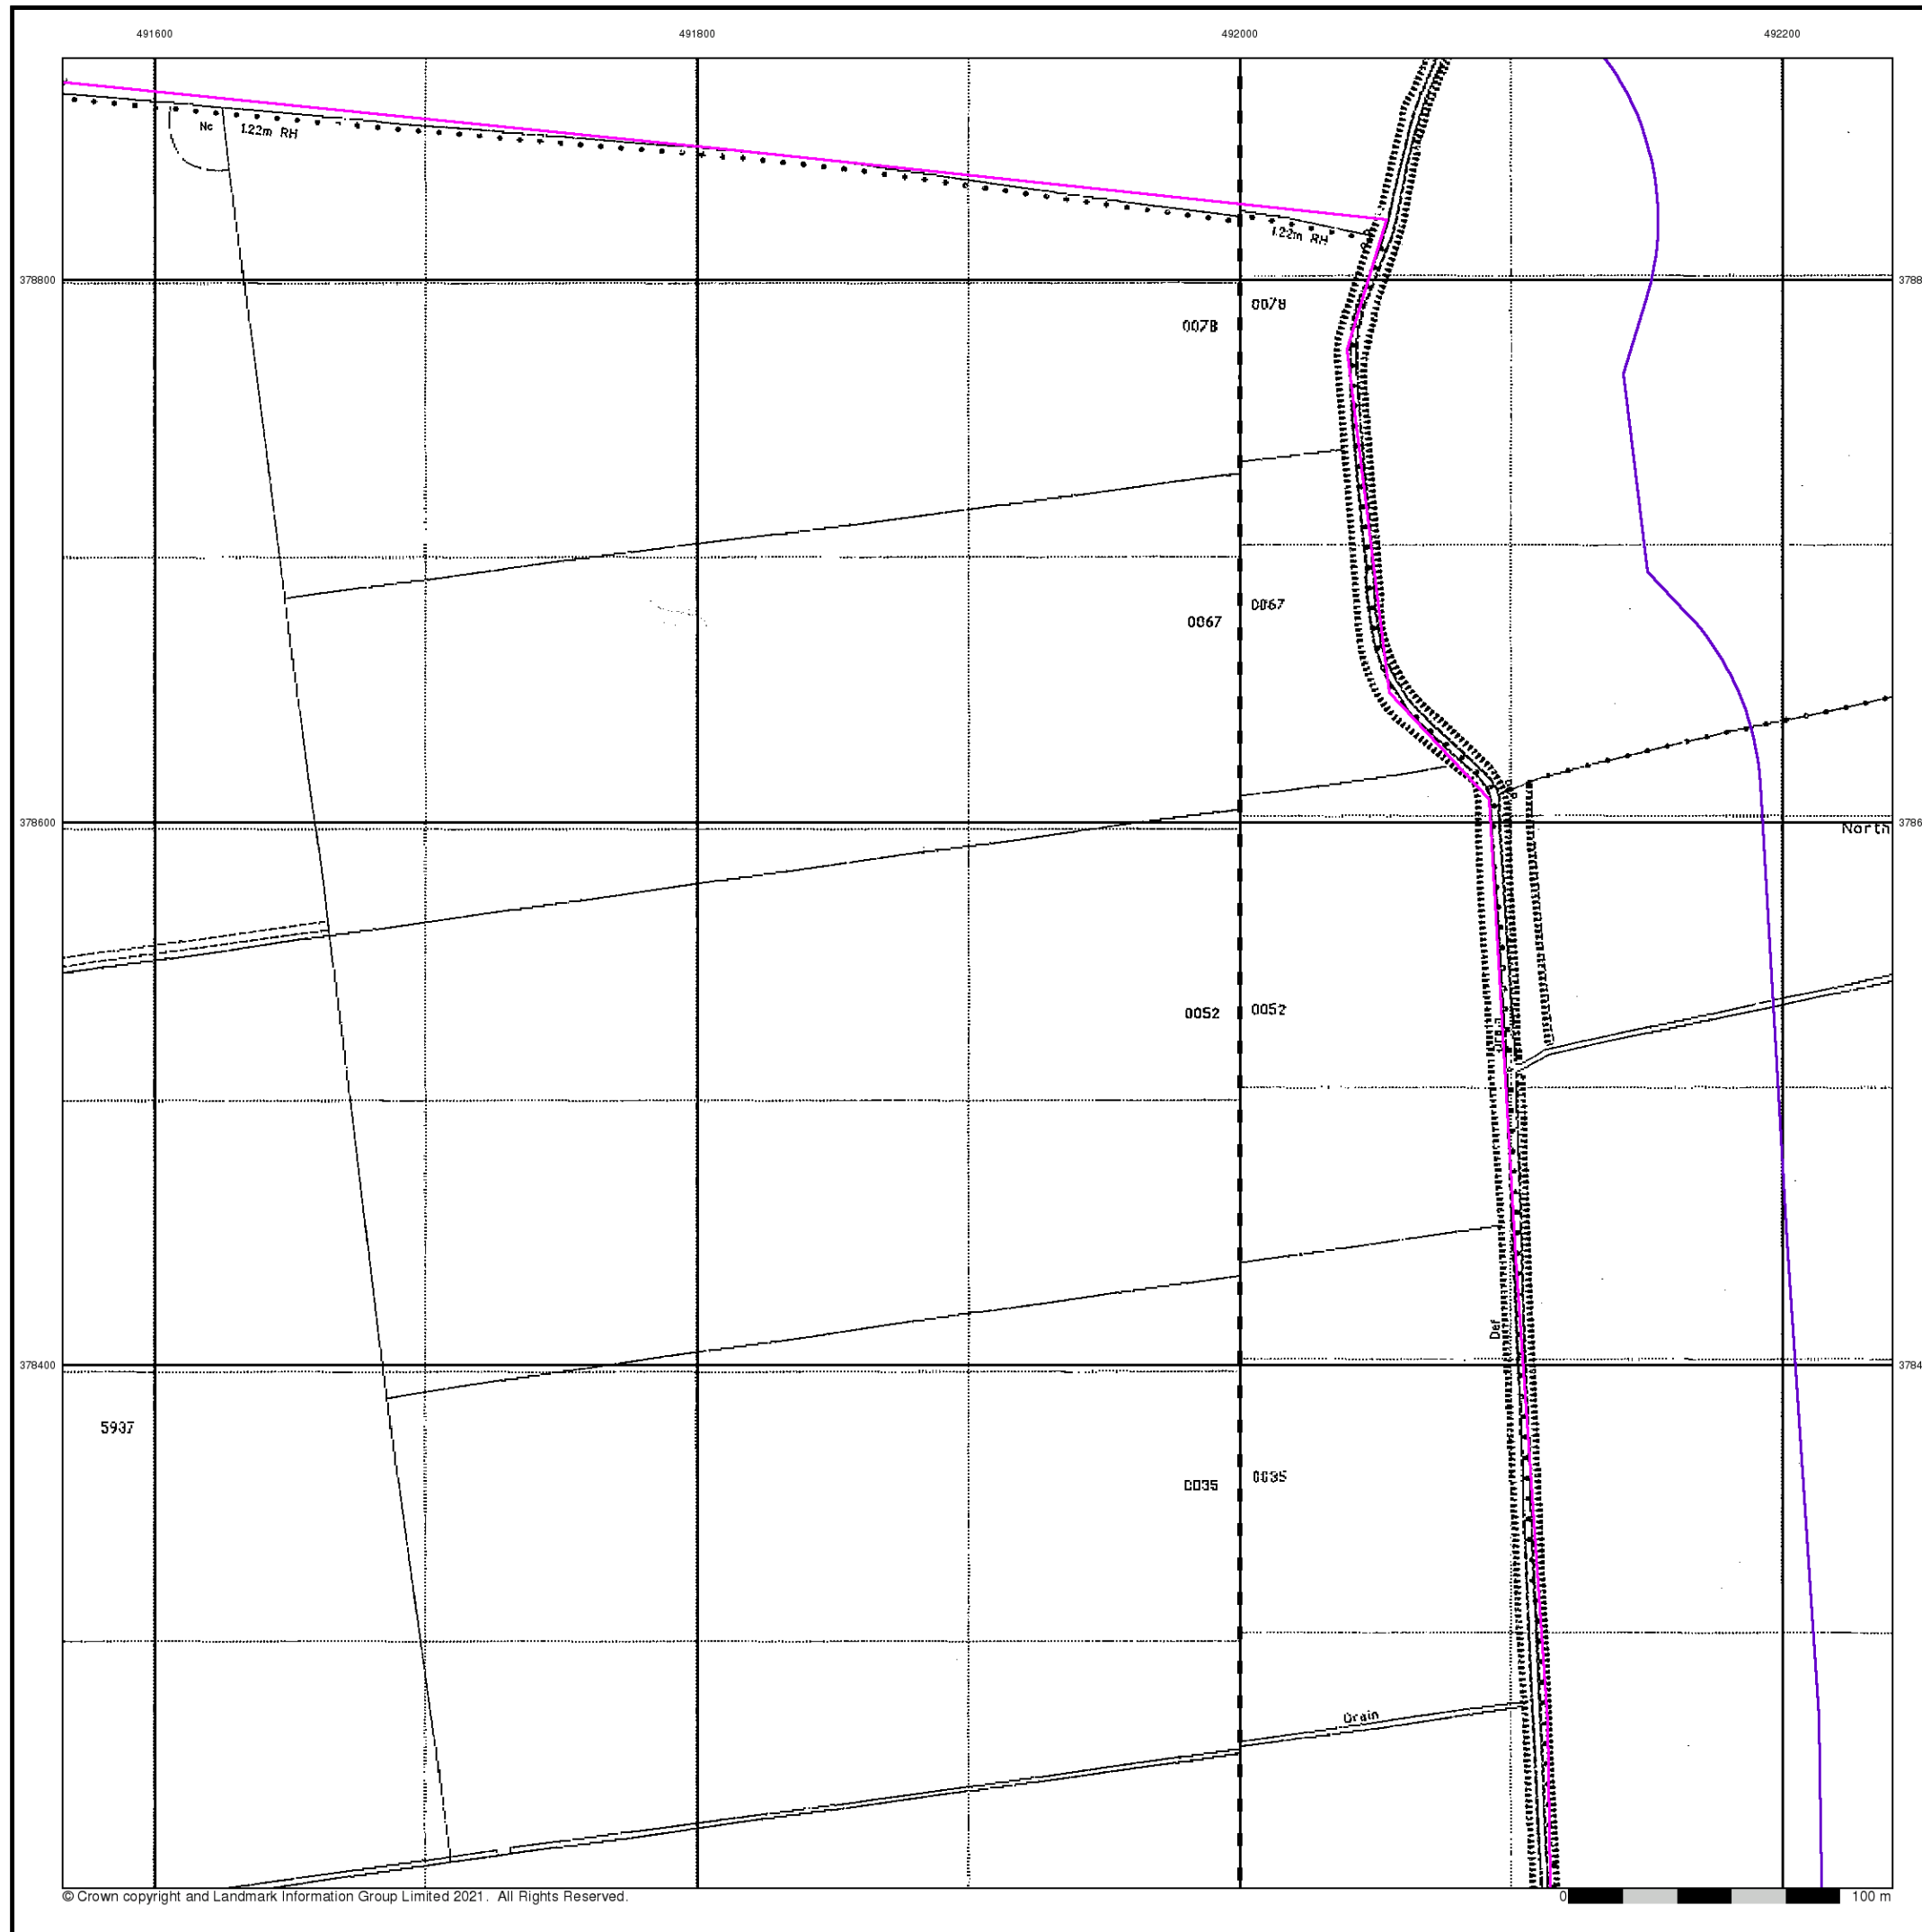 491600 491800 492000 492200
Nc 1.22m RH
1.22m RH
378800 3788
0078 0078
0067 0067
378600 3786
North
0052 0052
Drain
Def
378400 3784
5937
0035 0035
Drain
© Crown copyright and Landmark Information Group Limited 2021. All Rights Reserved.
0 100 m